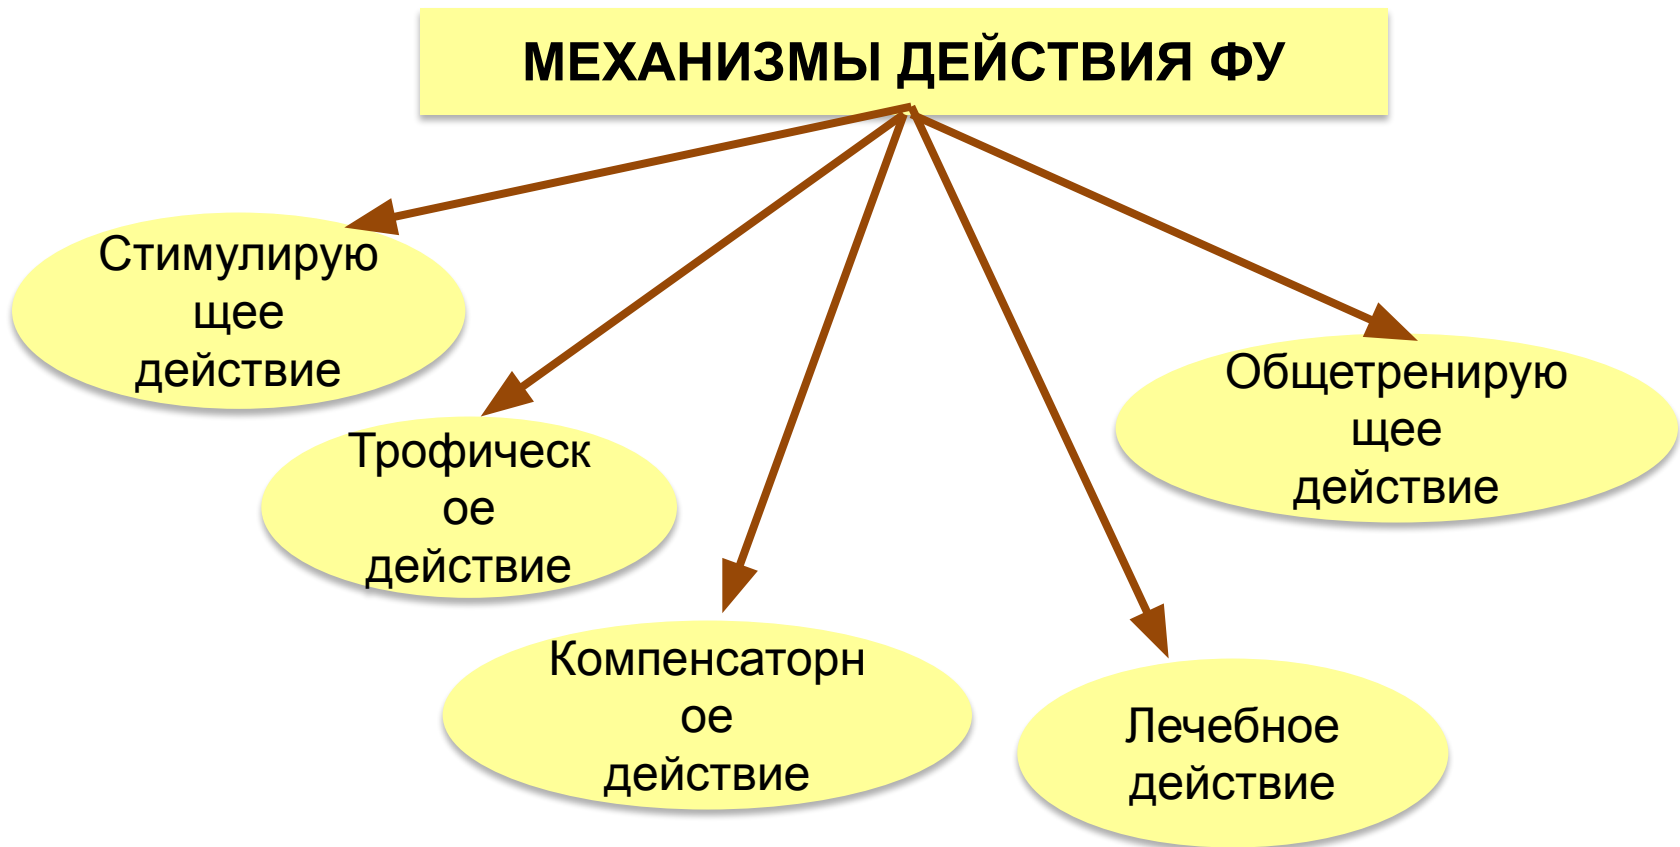 МЕХАНИЗМЫ ДЕЙСТВИЯ ФУ
Стимулирую
щее
действие
Трофическ
ое
действие
Компенсаторн
ое
действие
Лечебное
действие
Общетренирую
щее
действие